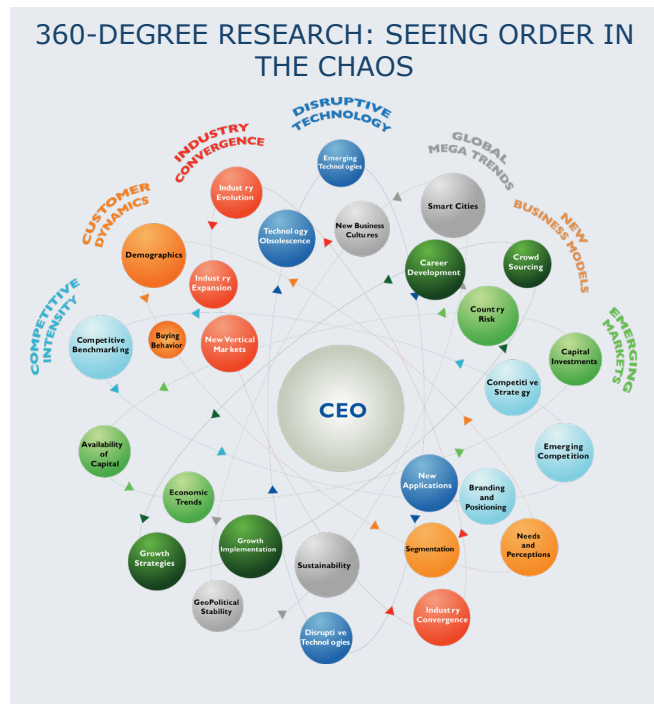 360-DEGREE RESEARCH: SEEING ORDER IN
THE CHAOS
DISRUPTIVE
TECHNOLOGY
INDUSTRY
CONVERGENCE
GLOBAL
MEGA TRENDS
CUSTOMER
DYNAMICS
NEW
BUSINESS MODELS
COMPETITIVE
INTENSITY
EMERGING
MARKETS
Emerging
Technologies
Industry
Evolution
Smart Cities
Technology
Obsolescence
New Business
Cultures
Demographics
Career
Development
Crowd
Sourcing
Industry
Expansion
Country
Risk
Competitive
Benchmarking
Buying
Behavior
New Vertical
Markets
Capital
Investments
Competitive
Strategy
CEO
Availability
of
Capital
Emerging
Competition
Economic
Trends
New
Applications
Branding
and
Positioning
Growth
Strategies
Growth
Implementation
Sustainability
Segmentation
Needs
and
Perceptions
GeoPolitical
Stability
Industry
Convergence
Disruptive
Technologies